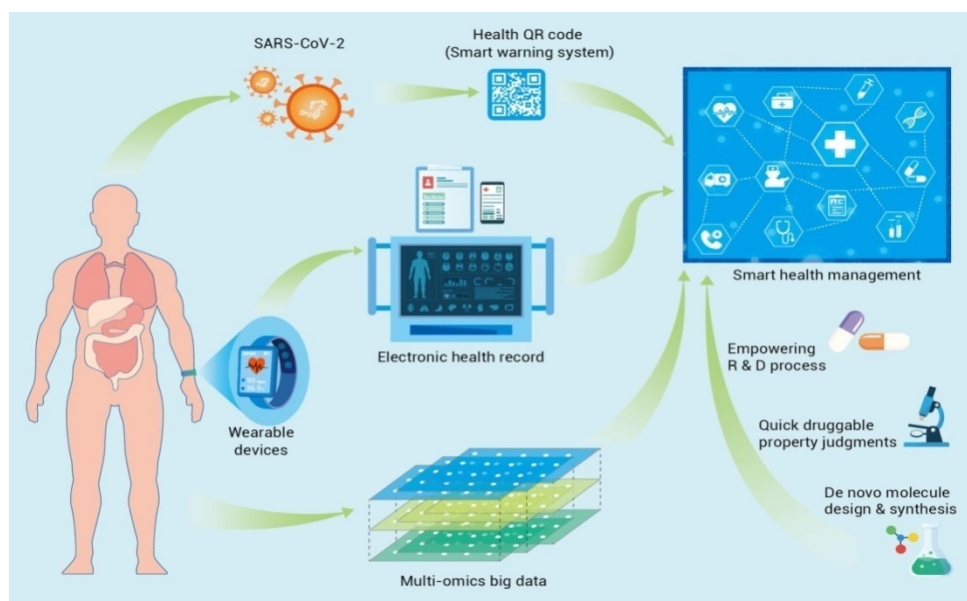 SARS-CoV-2
Health QR code
(Smart warning system)
Smart health management
Electronic health record
Wearable
devices
Empowering
R & D process
Quick druggable
property judgments
De novo molecule
design & synthesis
Multi-omics big data